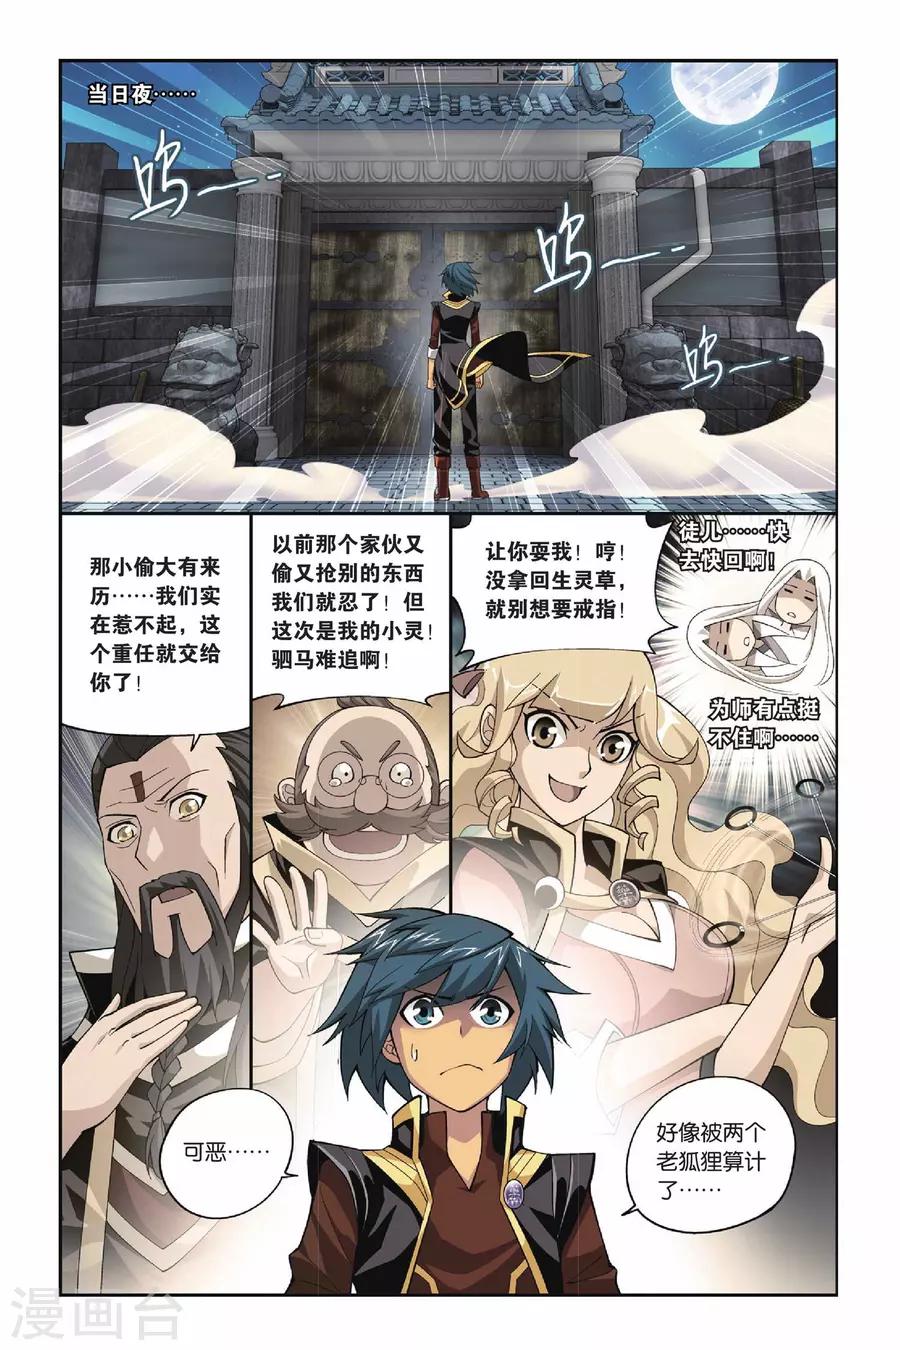 当日夜……
呜——·
呜——·
呜——·
那小偷大有来
历……我们实
在惹不起，这
个重任就交给
你了！
以前那个家伙又
偷又抢别的东西
我们就忍了！但
这次是我的小灵！
驷马难追啊！
让你耍我！哼！
没拿回生灵草，
就别想要戒指！
徒儿……快
去快回啊！
为师有点挺
不住啊……
可恶……
好像被两个
老狐狸算计
了……
漫画台